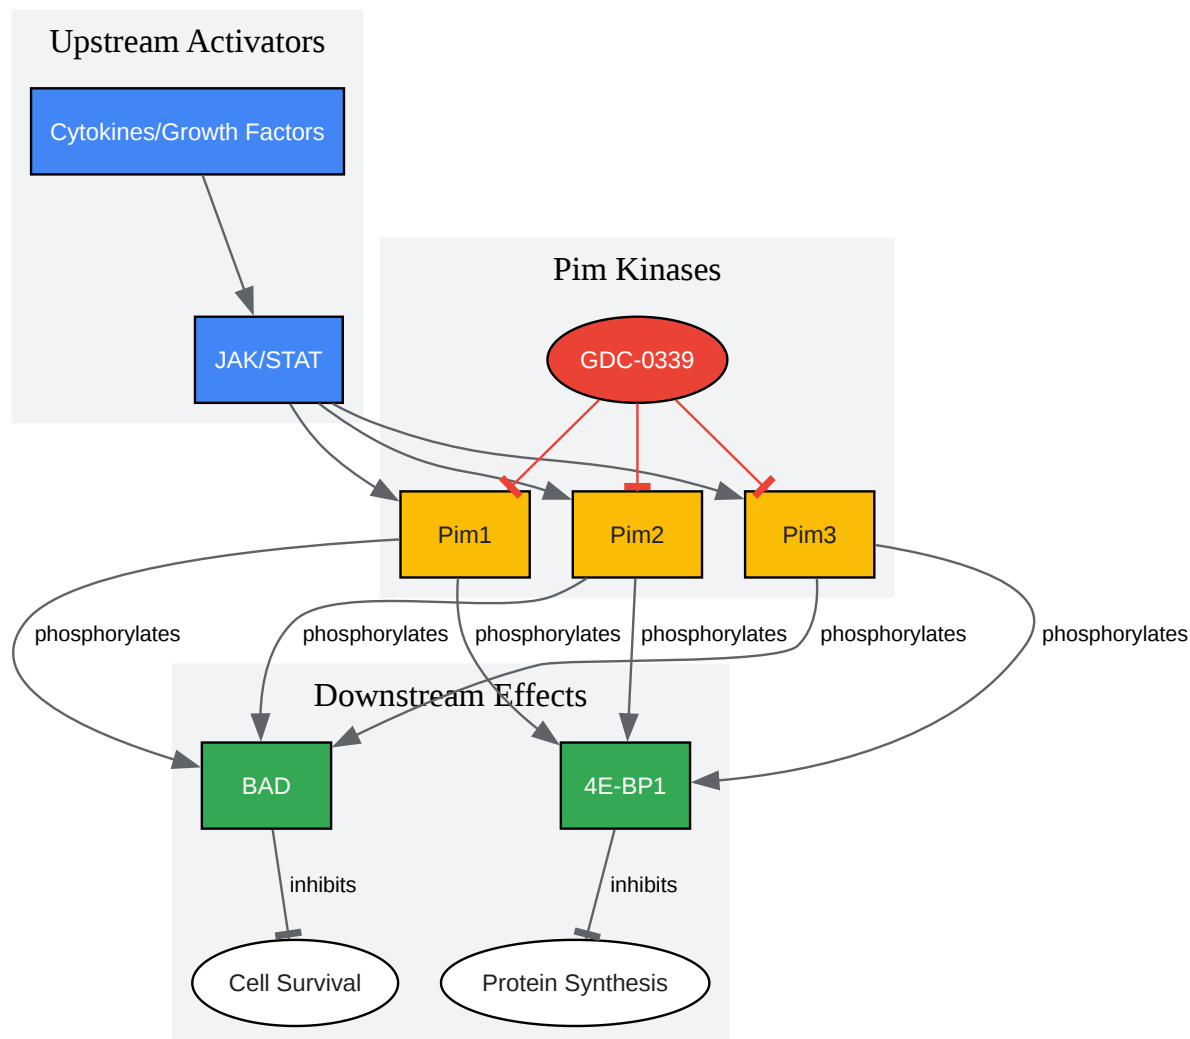 Upstream Activators
Cytokines/Growth Factors
Pim Kinases
JAK/STAT
GDC-0339
Pim1
Pim2
Pim3
phosphorylates
phosphorylates
phosphorylates
phosphorylates
phosphorylates
phosphorylates
Downstream Effects
BAD
4E-BP1
inhibits
inhibits
Cell Survival
Protein Synthesis